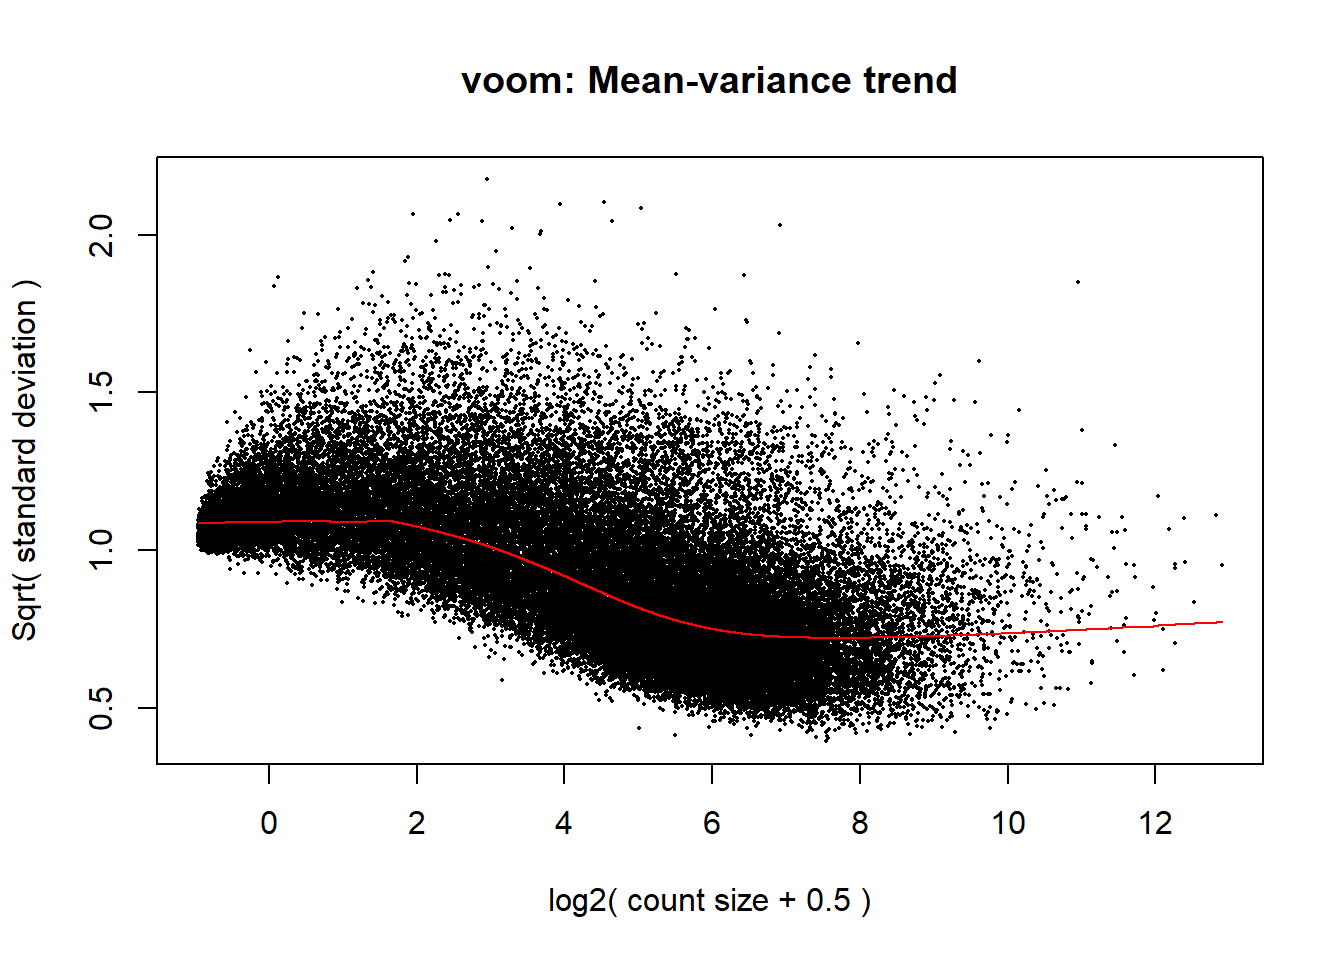 voom: Mean-variance trend
Sqrt( standard deviation )
2.0
1.5
1.0
0.5
0 2 4 6 8 10 12
log2( count size + 0.5 )